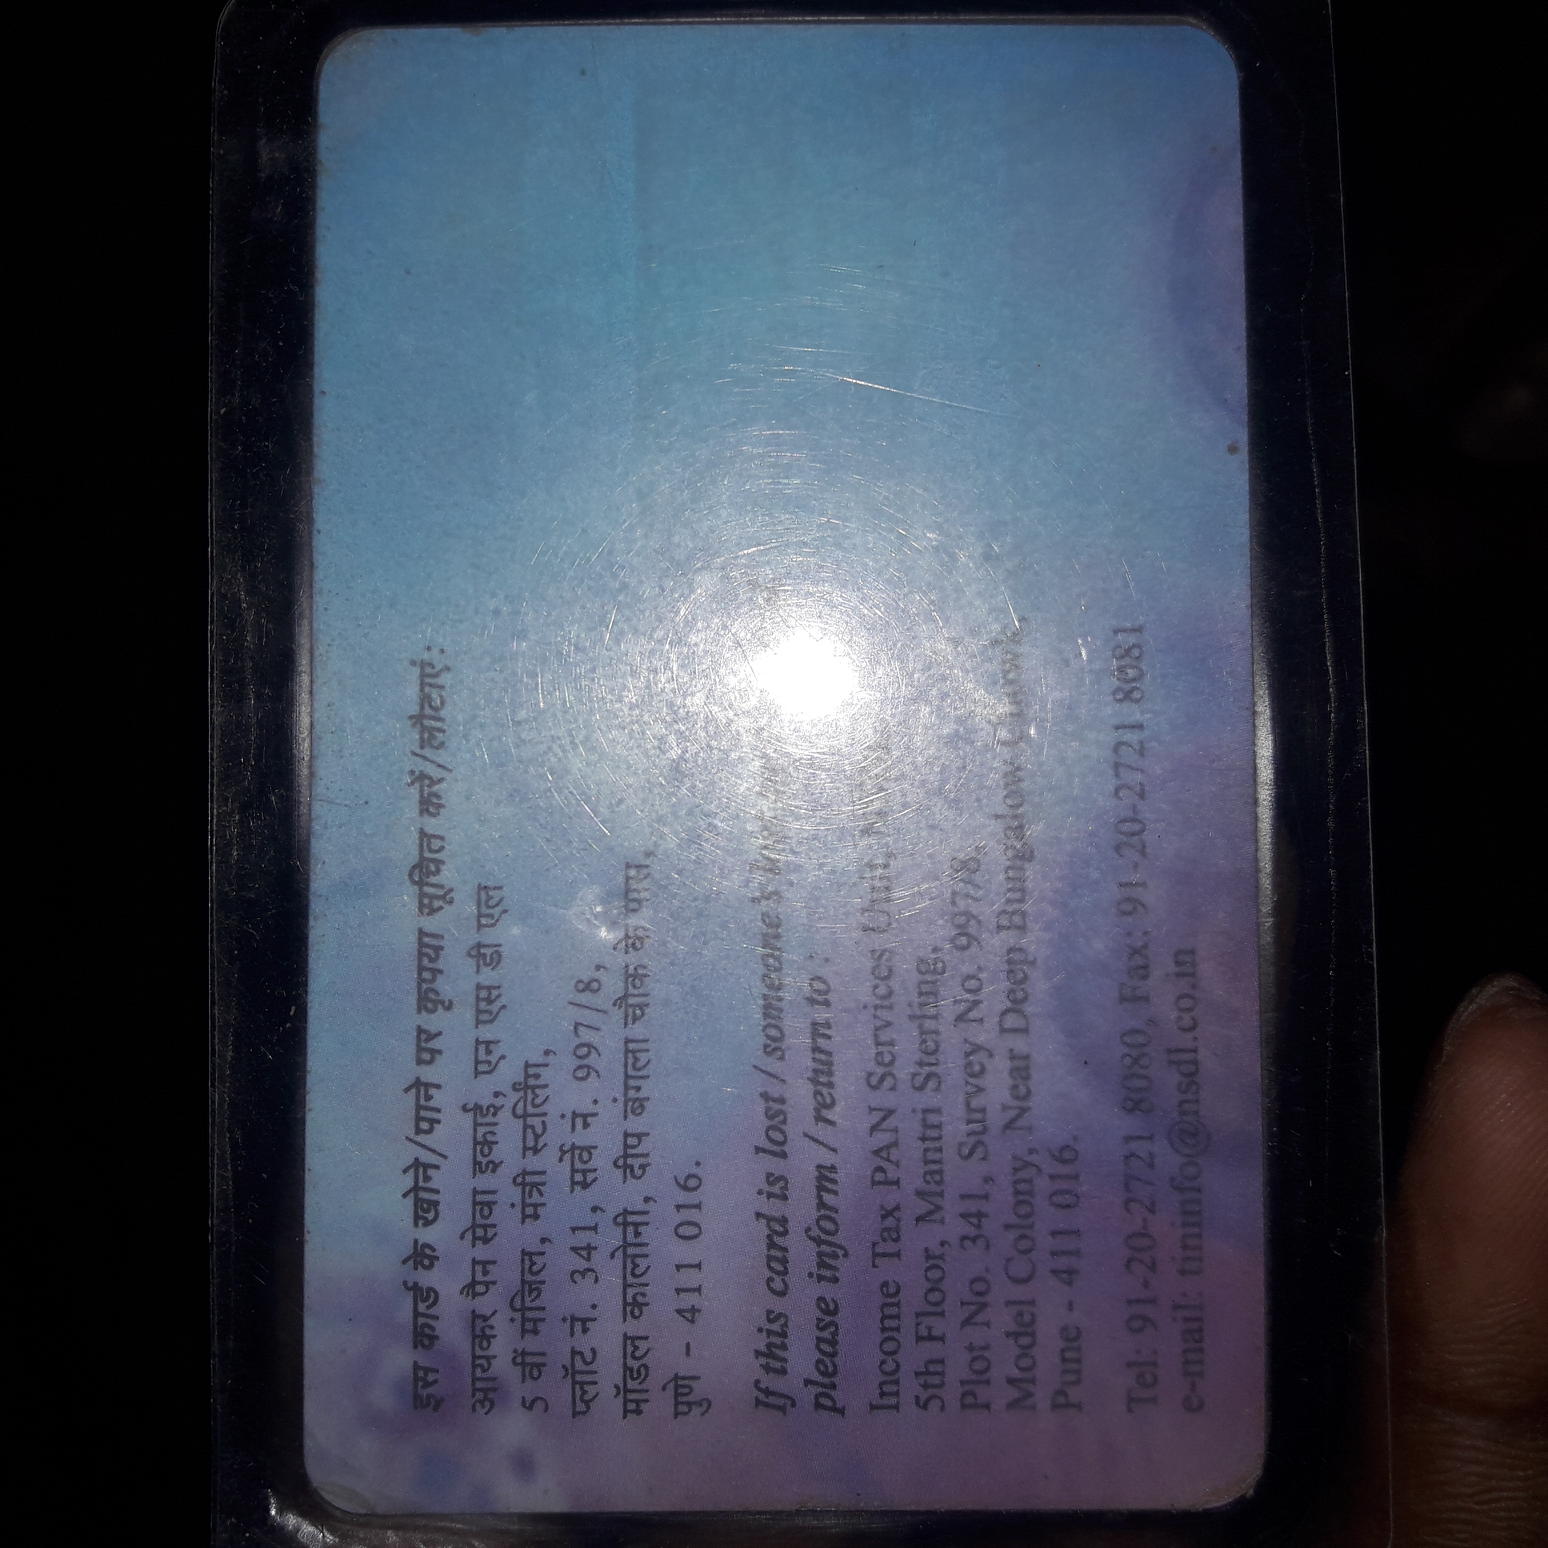 इस कार्ड के खोने/पाने पर कृपया सूचित करें/लौटाएं:
आयकर पैन सेवा इकाई, एन एस डी एल
5 वीं मंजिल, मंत्री स्टर्लिंग,
प्लॉट नं. 341, सर्वे नं. 997/8,
मॉडल कालोनी, दीप बंगला चौक के पास,
पुणे - 411 016.
If this card is lost / someone's
please inform / return to :
Income Tax PAN Services Unit,
5th Floor, Mantri Sterling,
Plot No. 341, Survey No. 997/8,
Model Colony, Near Deep Bungalow
Pune - 411 016.
Tel: 91-20-2721 8080, Fax: 91-20-2721 8081
e-mail: tininfo@nsdl.co.in